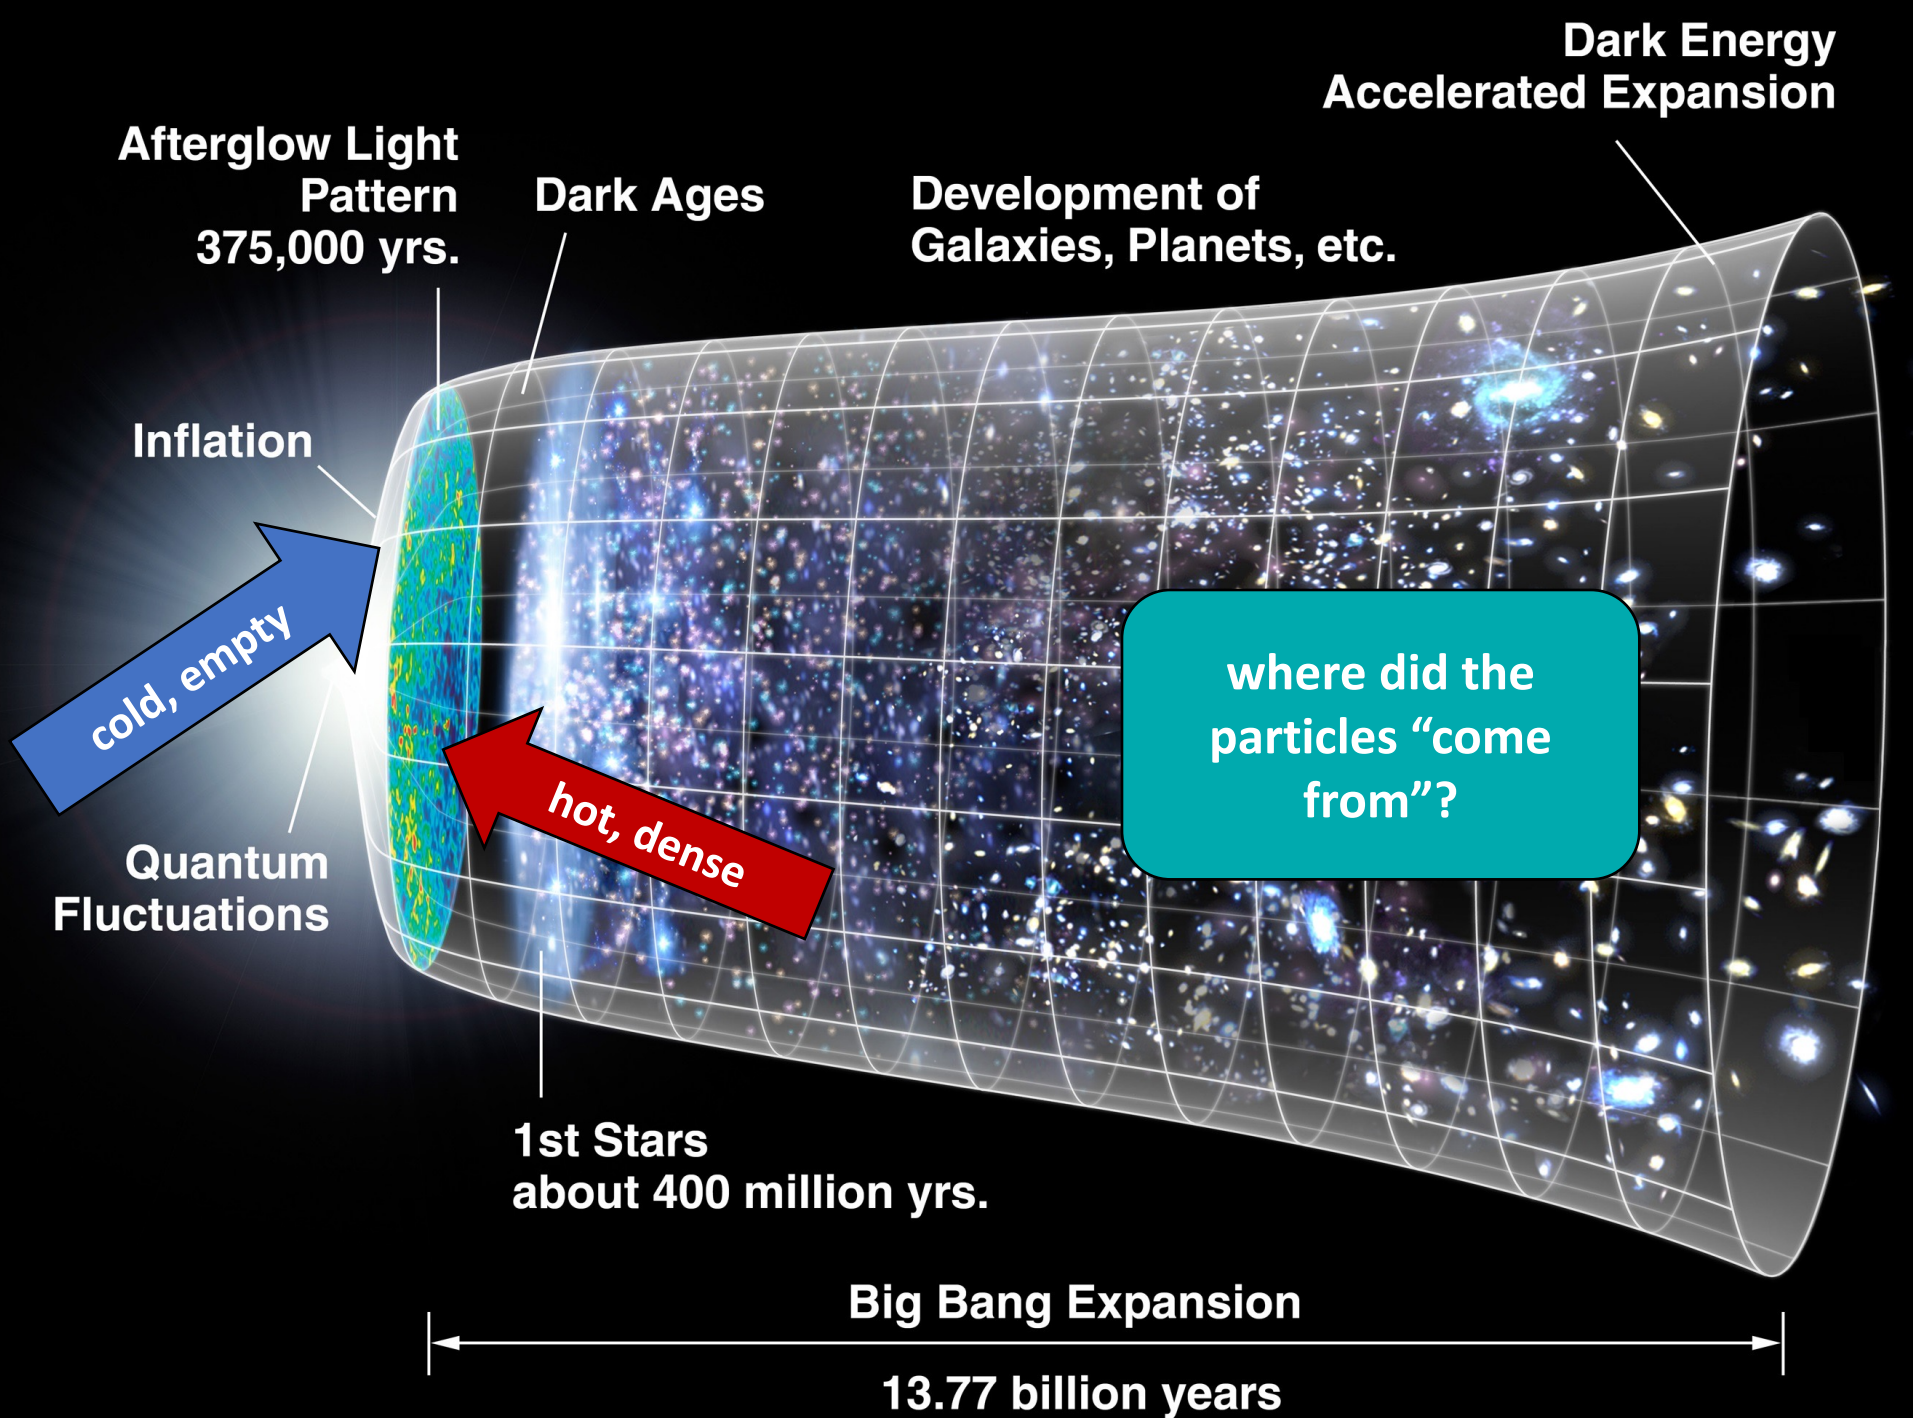 Dark Energy
Accelerated Expansion
Afterglow Light
Pattern
375,000 yrs.
Dark Ages
Development of
Galaxies, Planets, etc.
Inflation
cold, empty
where did the
particles “come
from”?
hot, dense
Quantum
Fluctuations
1st Stars
about 400 million yrs.
Big Bang Expansion
13.77 billion years